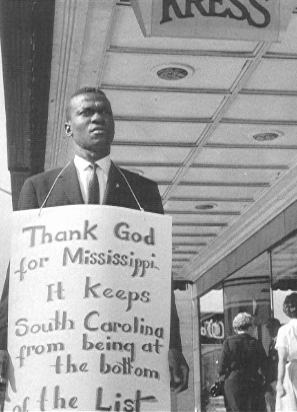 KRESS
Thank God
for Mississippi.
It Keeps
South Carolina
from being at
the bottom
of the List